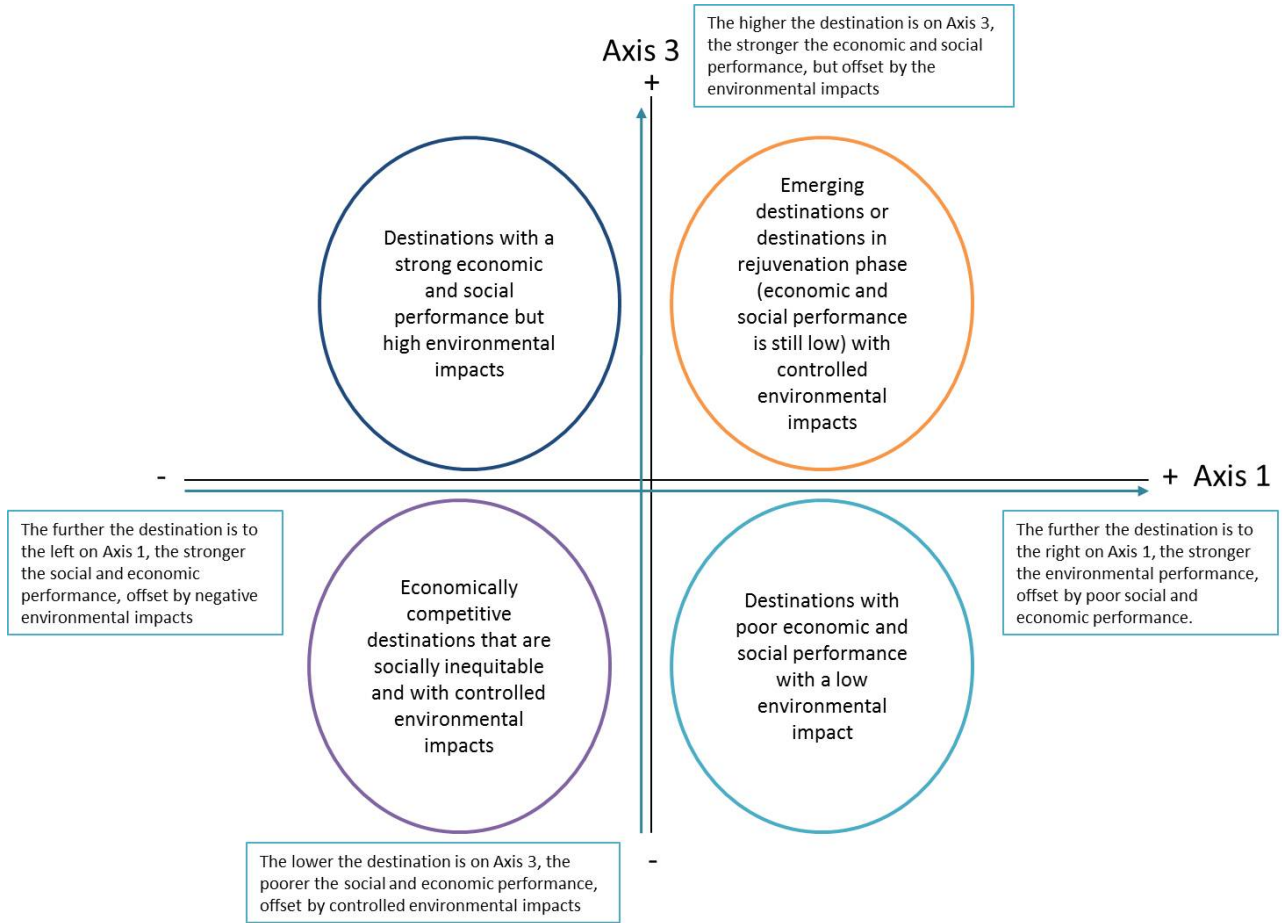 The higher the destination is on Axis 3,
the stronger the economic and social
performance, but offset by the
environmental impacts
Axis 3
+
Destinations with a
strong economic
and social
performance but
high environmental
impacts
Emerging
destinations or
destinations in
rejuvenation phase
(economic and
social performance
is still low) with
controlled
environmental
impacts
-
+ Axis 1
The further the destination is to
the left on Axis 1, the stronger
the social and economic
performance, offset by negative
environmental impacts
The further the destination is to
the right on Axis 1, the stronger
the environmental performance,
offset by poor social and
economic performance.
Economically
competitive
destinations that are
socially inequitable
and with controlled
environmental
impacts
Destinations with
poor economic and
social performance
with a low
environmental
impact
The lower the destination is on Axis 3, the
poorer the social and economic performance,
offset by controlled environmental impacts
-